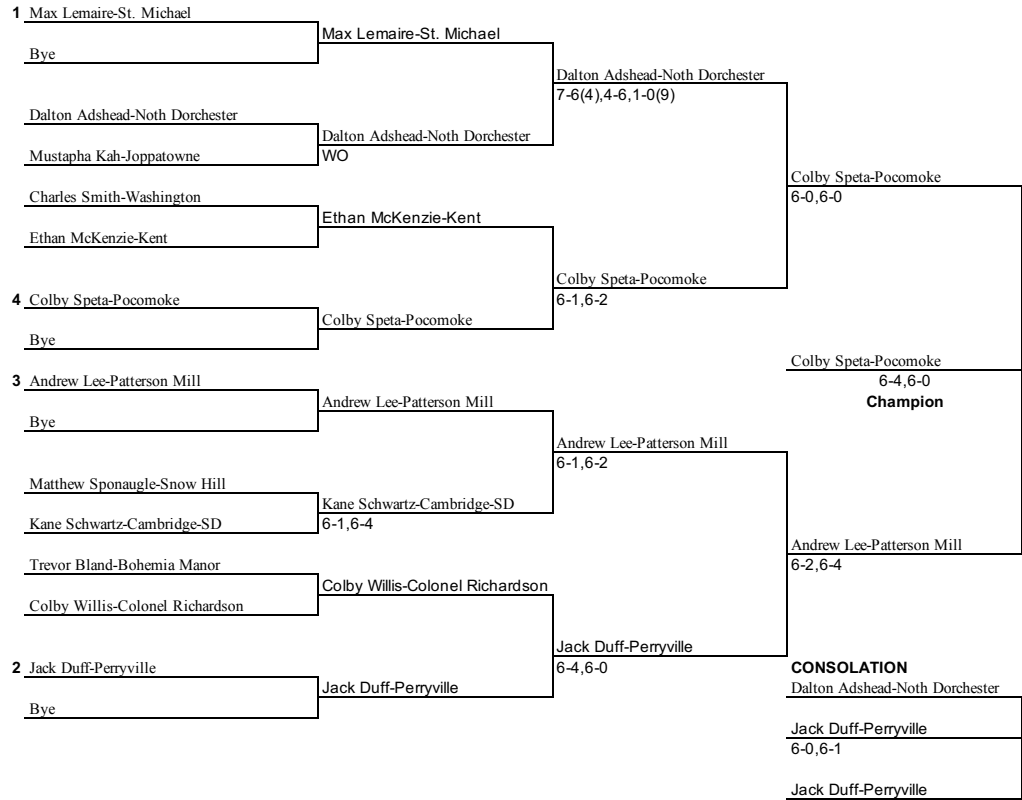 1 Max Lemaire-St. Michael
Max Lemaire-St. Michael
Bye
Dalton Adshead-Noth Dorchester
7-6(4),4-6,1-0(9)
Dalton Adshead-Noth Dorchester
Dalton Adshead-Noth Dorchester
Mustapha Kah-Joppatowne
WO
Colby Speta-Pocomoke
6-0,6-0
Charles Smith-Washington
Ethan McKenzie-Kent
Ethan McKenzie-Kent
Colby Speta-Pocomoke
6-1,6-2
4 Colby Speta-Pocomoke
Colby Speta-Pocomoke
Bye
Colby Speta-Pocomoke
6-4,6-0
Champion
3 Andrew Lee-Patterson Mill
Andrew Lee-Patterson Mill
Bye
Andrew Lee-Patterson Mill
6-1,6-2
Matthew Sponaugle-Snow Hill
Kane Schwartz-Cambridge-SD
Kane Schwartz-Cambridge-SD
6-1,6-4
Andrew Lee-Patterson Mill
6-2,6-4
Trevor Bland-Bohemia Manor
Colby Willis-Colonel Richardson
Colby Willis-Colonel Richardson
Jack Duff-Perryville
6-4,6-0
2 Jack Duff-Perryville
Jack Duff-Perryville
Bye
CONSOLATION
Dalton Adshead-Noth Dorchester
Jack Duff-Perryville
6-0,6-1
Jack Duff-Perryville